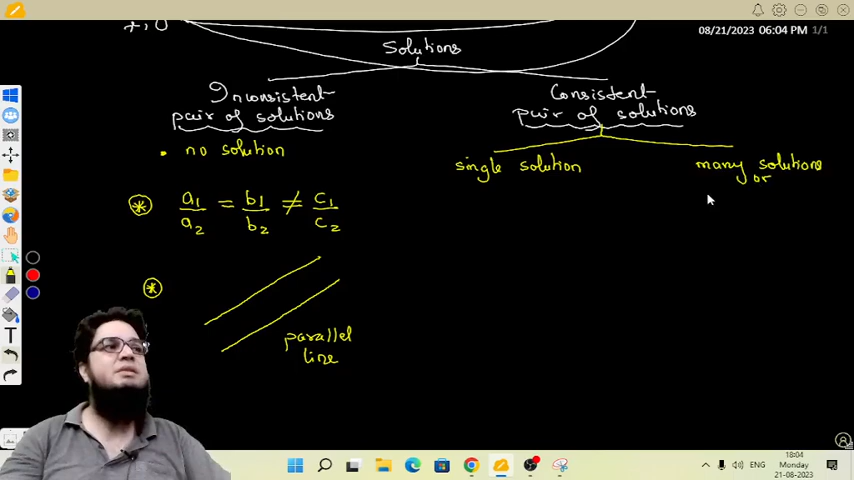 08/21/2023 06:04 PM 1/1
Solutions
Inconsistent
pair of solutions
Consistent
pair of solutions
• no solution
single solution
many solutions
or
* a1/a2 = b1/b2 ≠ c1/c2
*
parallel
line
T
ENG
18:04
Monday
21-08-2023